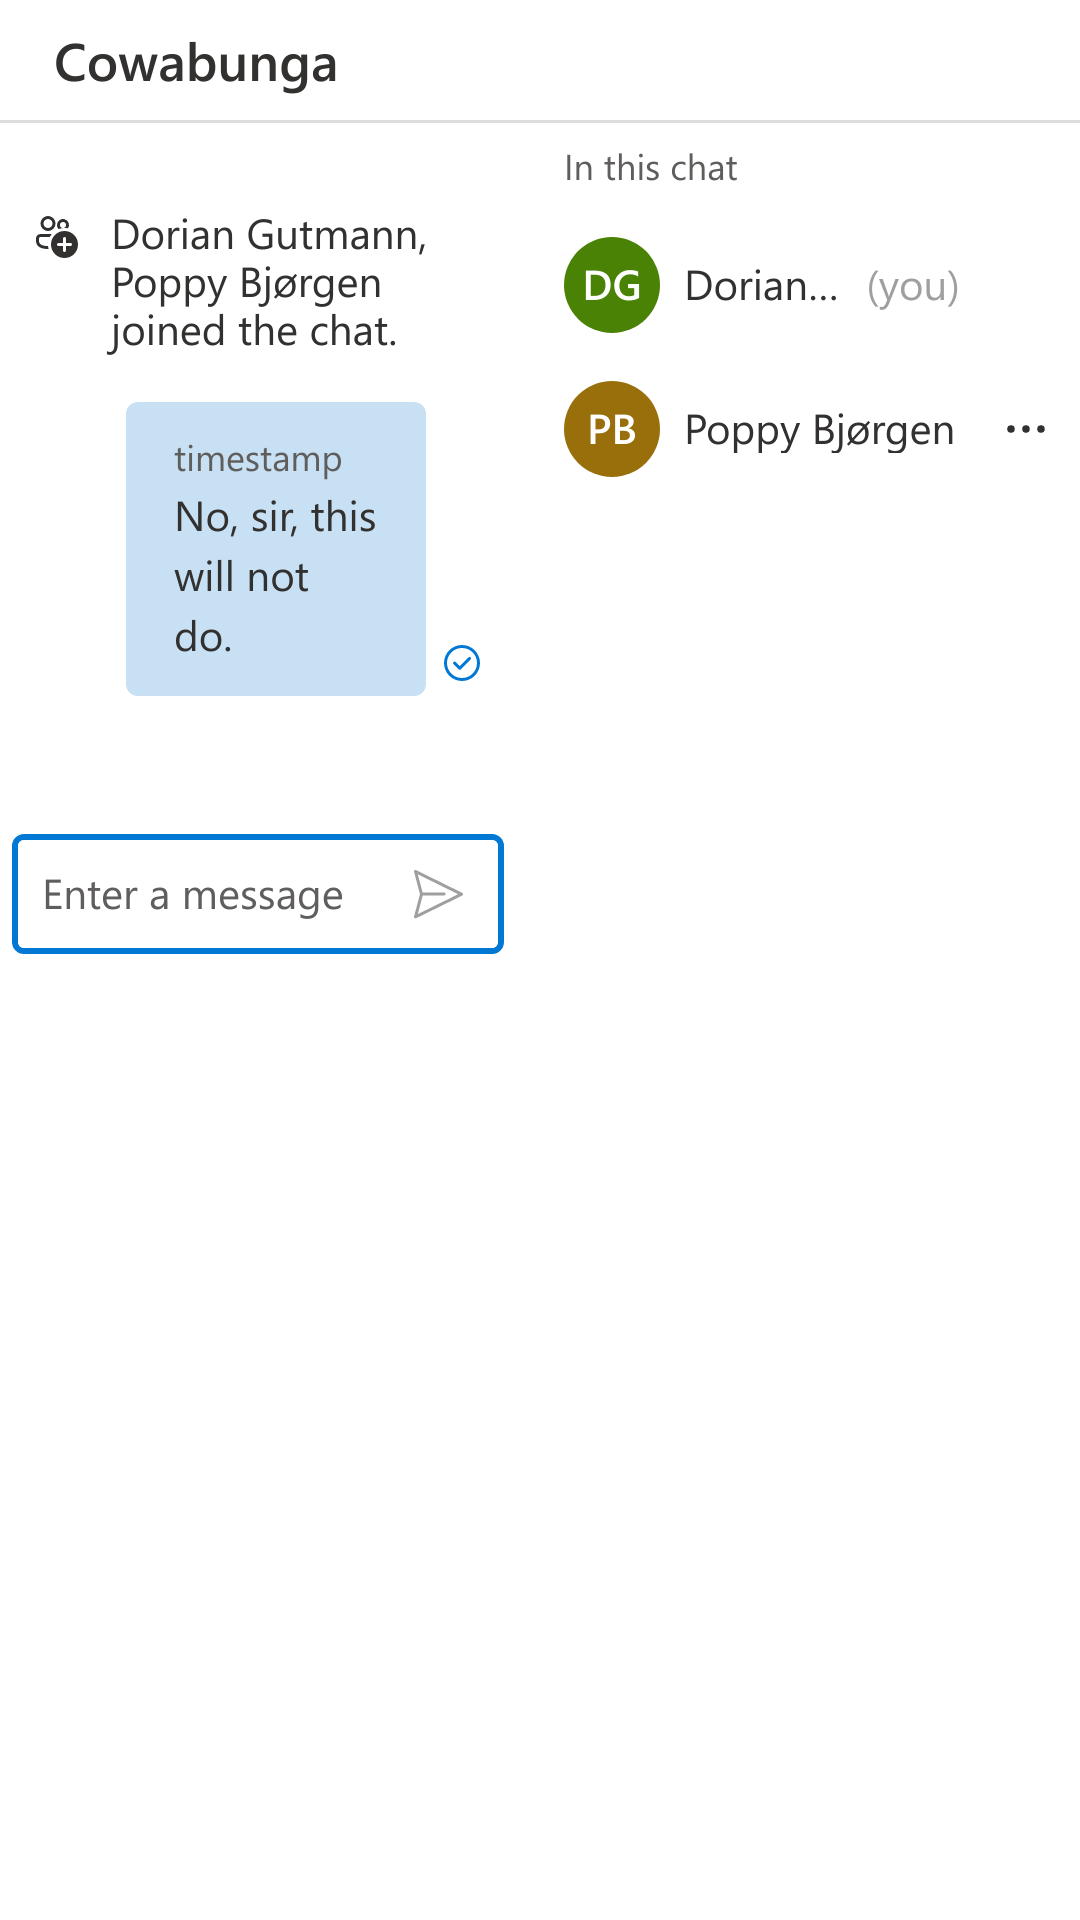 Cowabunga
Dorian Gutmann,
Poppy Bjørgen
joined the chat.
timestamp
No, sir, this
will not
do.
Enter a message
In this chat
DG Dorian... (you)
PB Poppy Bjørgen